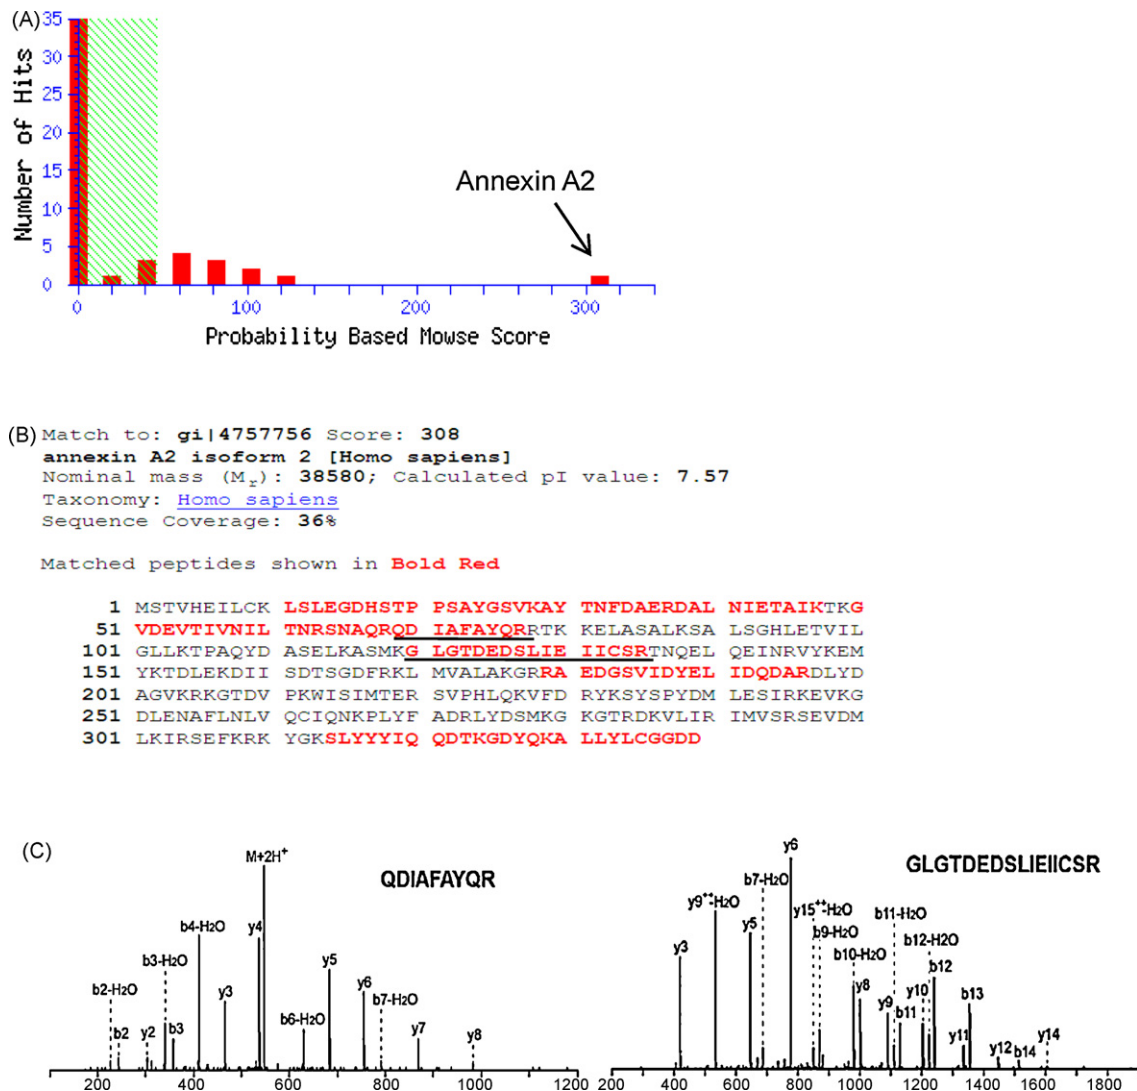 (A)
35
30
25
20
15
10
5
0
Number of Hits
Annexin A2
0 100 200 300
Probability Based Mowse Score
(B) Match to: gi|4757756 Score: 308
annexin A2 isoform 2 [Homo sapiens]
Nominal mass (Mr): 38580; Calculated pI value: 7.57
Taxonomy: Homo sapiens
Sequence Coverage: 36%
Matched peptides shown in Bold Red
1 MSTVHEILCK LSLEGDHSTP PSAYGSVKAY TNFDAERDAL NIETAIKTKG
51 VDEVTIVNIL TNRSNAQRQD IAFAYQRRTK KELASALKSA LSGHLETVIL
101 GLLKTPAQYD ASELKASMKG LGTDEDSLIE IICSRTNQEL QEINRVYKEM
151 YKTDLEKDII SDTSGDFRKL MVALAKGRRA EDGSVIDYEL IDQDARDLYD
201 AGVKRKGTDV PKWISIMTER SVPHLQKVFD RYKSYSPYDM LESIRKEVKG
251 DLENAFLNLV QCIQNKPLYF ADRLYDSMKG KGTRDKVLIR IMVSRSEVDM
301 LKIRSEFKRK YGKSLYYYIQ QDTKGDYQKA LLYLCGGDD
(C)
M+2H+
QDIAFAYQR
b4-H2O
y4
b3-H2O
y5
b2-H2O
y3
y6
b7-H2O
b6-H2O
b2
y2
b3
y7
y8
200 400 600 800 1000 1200
y6
GLGTDEDSLIEIICSR
b7-H2O
y9++-H2O
y15++-H2O
b11-H2O
y5
b9-H2O
b12-H2O
y3
b10-H2O
b12
y8
y10
y9
b11
b13
y11
y14
y12
b14
200 400 600 800 1000 1200 1400 1600 1800